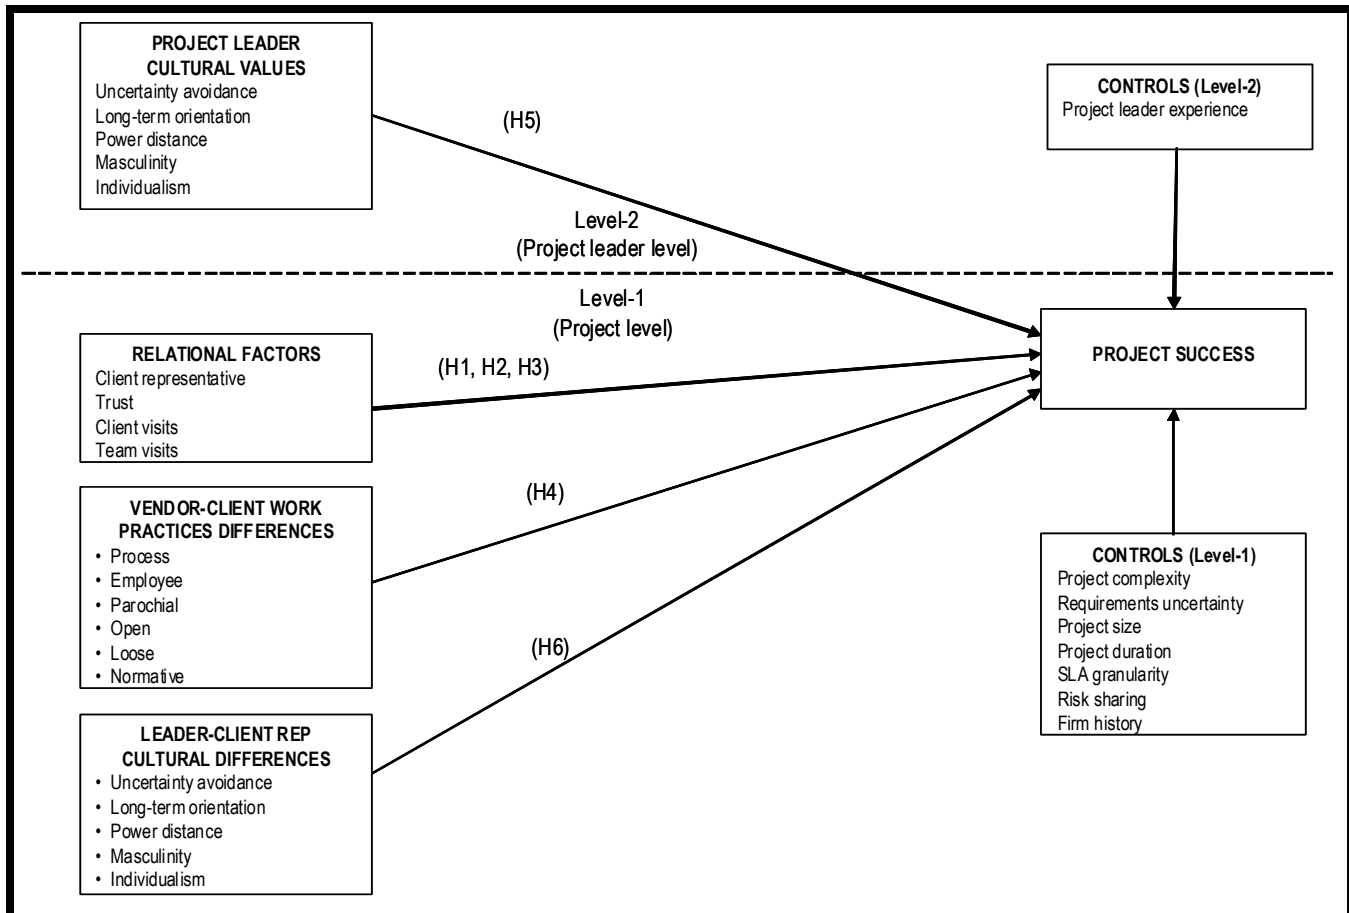 PROJECT LEADER
CULTURAL VALUES
Uncertainty avoidance
Long-term orientation
Power distance
Masculinity
Individualism
(H5)
Level-2
(Project leader level)
CONTROLS (Level-2)
Project leader experience
Level-1
(Project level)
RELATIONAL FACTORS
Client representative
Trust
Client visits
Team visits
(H1, H2, H3)
PROJECT SUCCESS
VENDOR-CLIENT WORK
PRACTICES DIFFERENCES
• Process
• Employee
• Parochial
• Open
• Loose
• Normative
(H4)
LEADER-CLIENT REP
CULTURAL DIFFERENCES
• Uncertainty avoidance
• Long-term orientation
• Power distance
• Masculinity
• Individualism
(H6)
CONTROLS (Level-1)
Project complexity
Requirements uncertainty
Project size
Project duration
SLA granularity
Risk sharing
Firm history